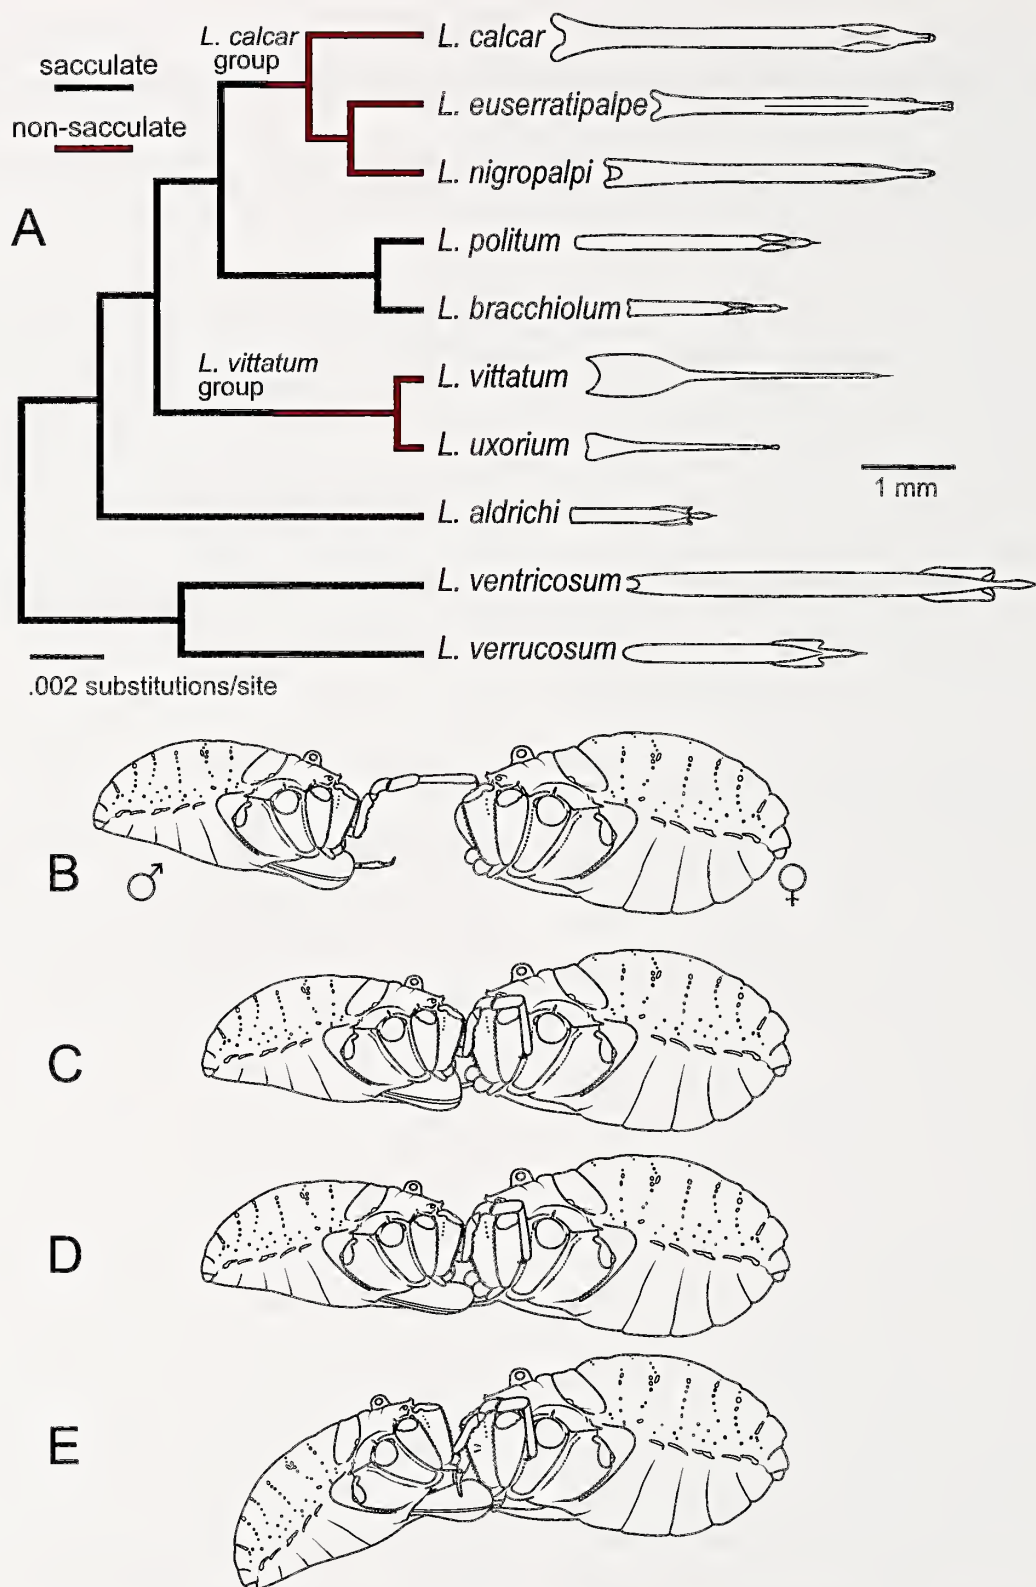 sacculate
non-sacculate
A
L. calcar
group
L. vittatum
group
L. calcar
L. euserratipalpe
L. nigropalpi
L. politum
L. bracchiolum
L. vittatum
L. uxorium
L. aldrichi
L. ventricosum
L. verrucosum
1 mm
.002 substitutions/site
B
♂
♀
C
D
E